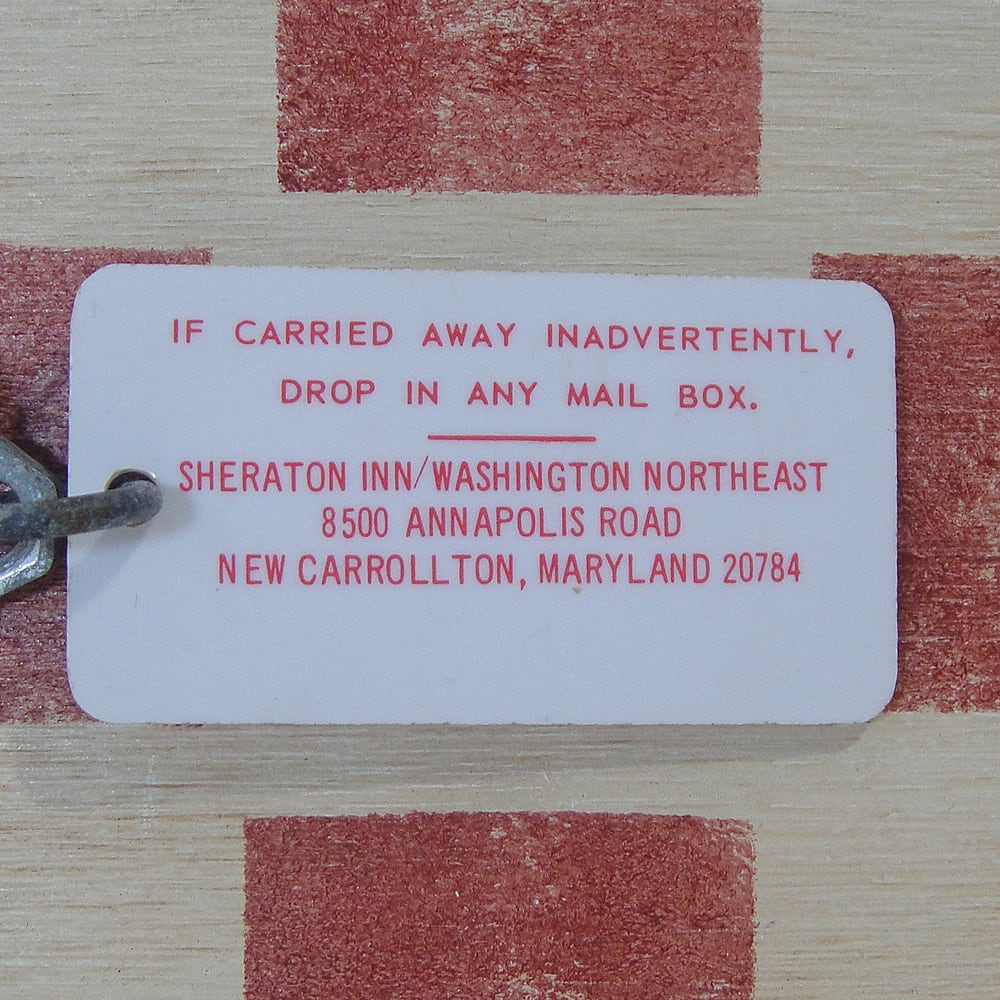 IF CARRIED AWAY INADVERTENTLY,
DROP IN ANY MAIL BOX.
SHERATON INN/WASHINGTON NORTHEAST
8500 ANNAPOLIS ROAD
NEW CARROLLTON, MARYLAND 20784